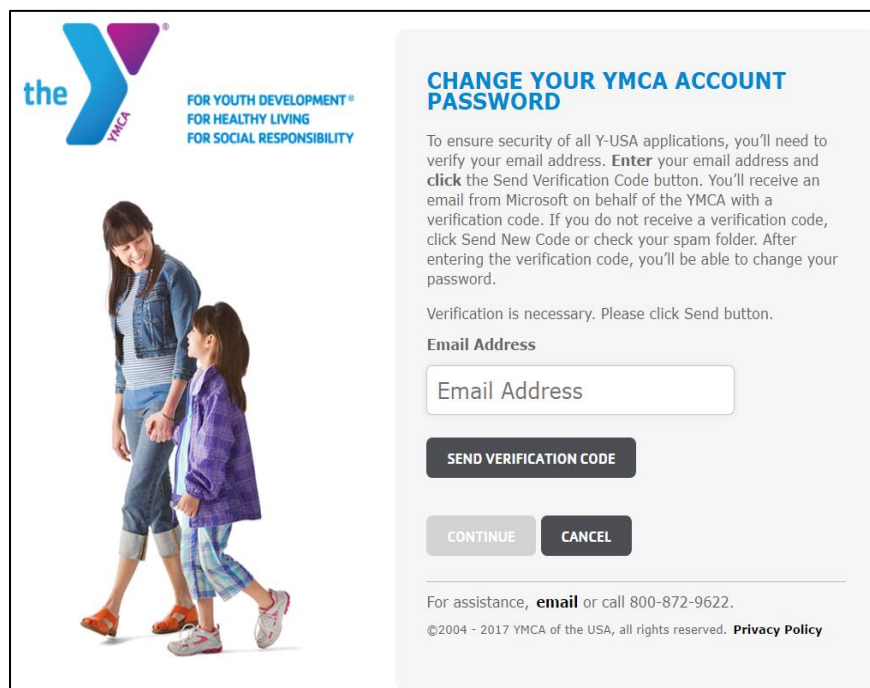 the
YMCA
®
FOR YOUTH DEVELOPMENT®
FOR HEALTHY LIVING
FOR SOCIAL RESPONSIBILITY
CHANGE YOUR YMCA ACCOUNT
PASSWORD
To ensure security of all Y-USA applications, you’ll need to
verify your email address. Enter your email address and
click the Send Verification Code button. You’ll receive an
email from Microsoft on behalf of the YMCA with a
verification code. If you do not receive a verification code,
click Send New Code or check your spam folder. After
entering the verification code, you’ll be able to change your
password.
Verification is necessary. Please click Send button.
Email Address
Email Address
SEND VERIFICATION CODE
CONTINUE CANCEL
For assistance, email or call 800-872-9622.
©2004 - 2017 YMCA of the USA, all rights reserved. Privacy Policy